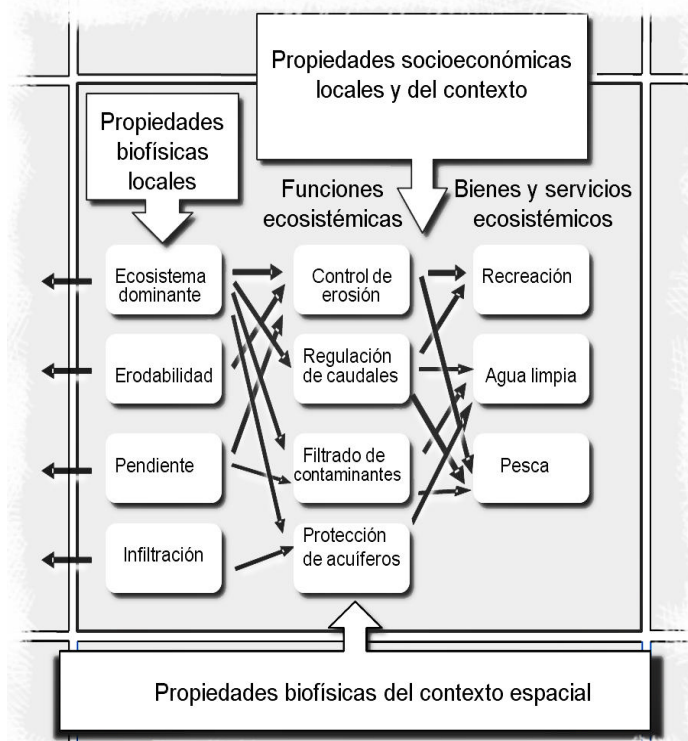 Propiedades socioeconómicas
locales y del contexto
Propiedades
biofísicas
locales
Funciones
ecosistémicas
Bienes y servicios
ecosistémicos
Ecosistema
dominante
Control de
erosión
Recreación
Erodabilidad
Regulación
de caudales
Agua limpia
Pendiente
Filtrado de
contaminantes
Pesca
Infiltración
Protección
de acuíferos
Propiedades biofísicas del contexto espacial